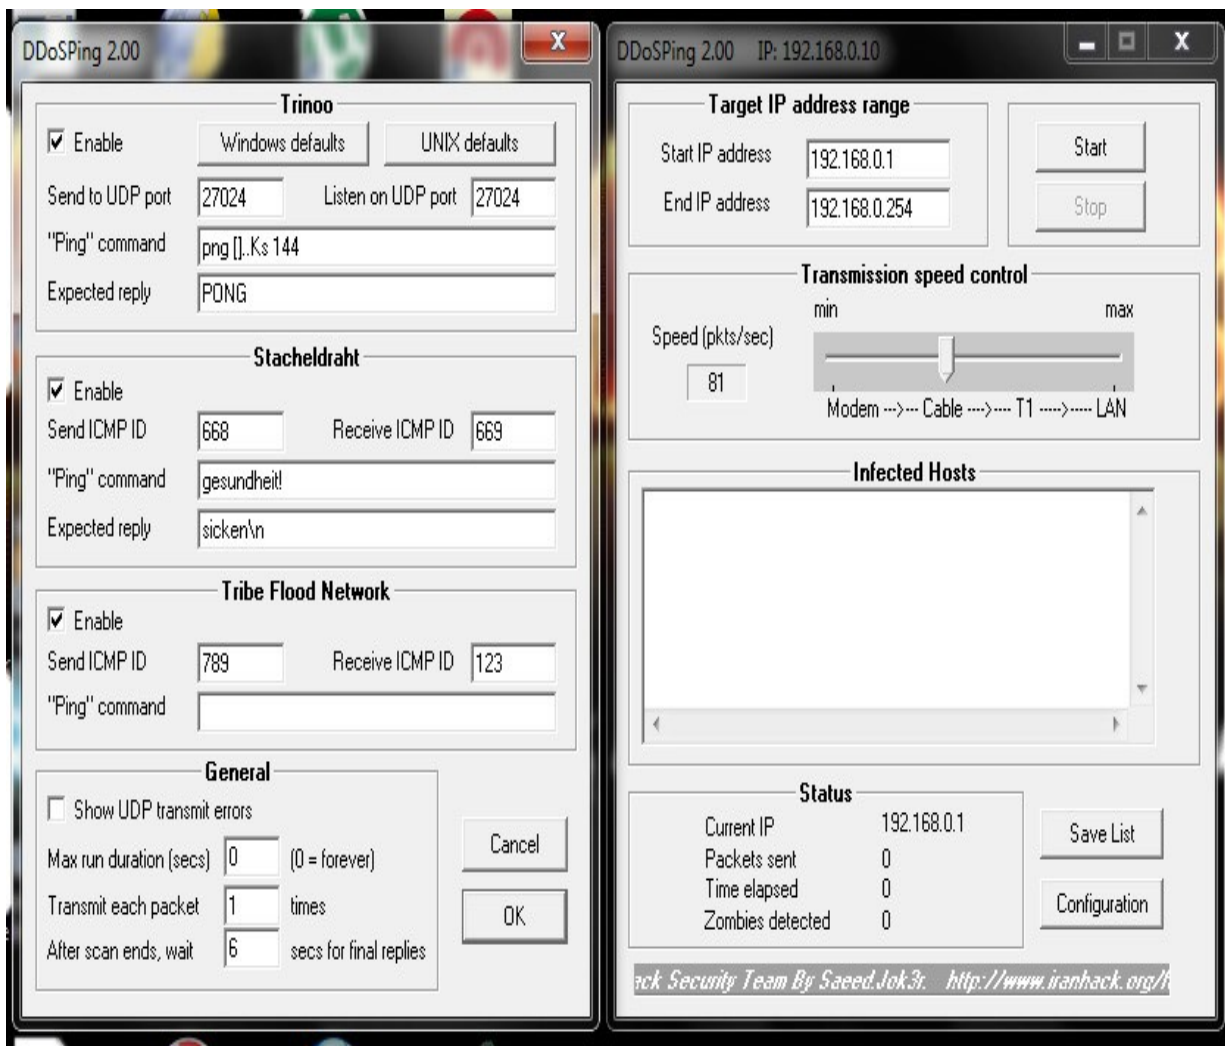 DDoSPing 2.00
Trinoo
Enable
Windows defaults
UNIX defaults
Send to UDP port 27024 Listen on UDP port 27024
"Ping" command png []..Ks 144
Expected reply PONG
Stacheldraht
Enable
Send ICMP ID 668 Receive ICMP ID 669
"Ping" command gesundheit!
Expected reply sicken\n
Tribe Flood Network
Enable
Send ICMP ID 789 Receive ICMP ID 123
"Ping" command
General
Show UDP transmit errors
Max run duration (secs) 0 (0 = forever)
Transmit each packet 1 times
After scan ends, wait 6 secs for final replies
Cancel
OK
DDoSPing 2.00 IP: 192.168.0.10
Target IP address range
Start IP address 192.168.0.1
End IP address 192.168.0.254
Start
Stop
Transmission speed control
min max
Speed (pkts/sec)
81
Modem --->--- Cable ---->---- T1 ---->----- LAN
Infected Hosts
Status
Current IP 192.168.0.1
Packets sent 0
Time elapsed 0
Zombies detected 0
Save List
Configuration
ack Security Team By Saeed.Jok3r. http://www.iranhack.org/